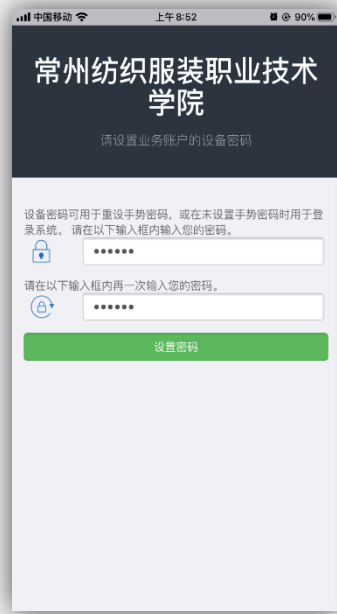 中国移动 上午8:52 90%
常州纺织服装职业技术
学院
请设置业务账户的设备密码
设备密码可用于重设手势密码，或在未设置手势密码时用于登
录系统。 请在以下输入框内输入您的密码。
••••••
请在以下输入框内再一次输入您的密码。
••••••
设置密码